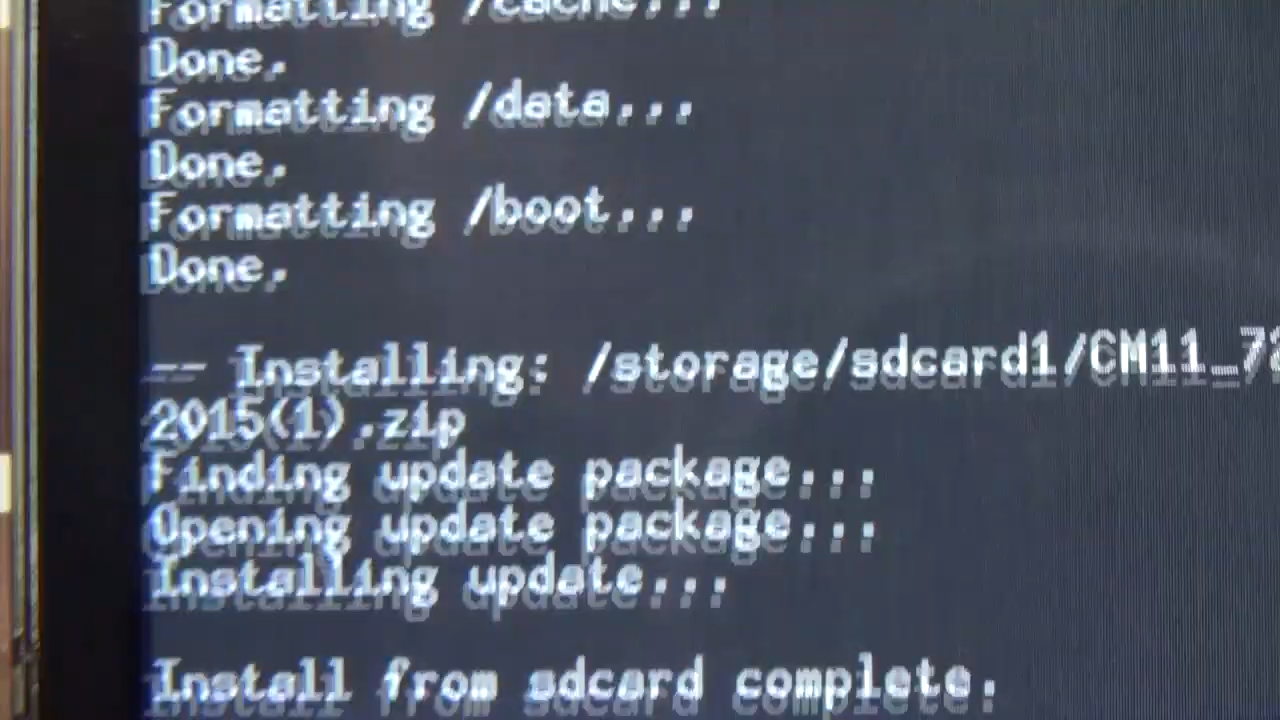 Formatting /cache...
Done.
Formatting /data...
Done.
Formatting /boot...
Done.
-- Installing: /storage/sdcard1/CM11_72
2015(1).zip
Finding update package...
Opening update package...
Installing update...
Install from sdcard complete.